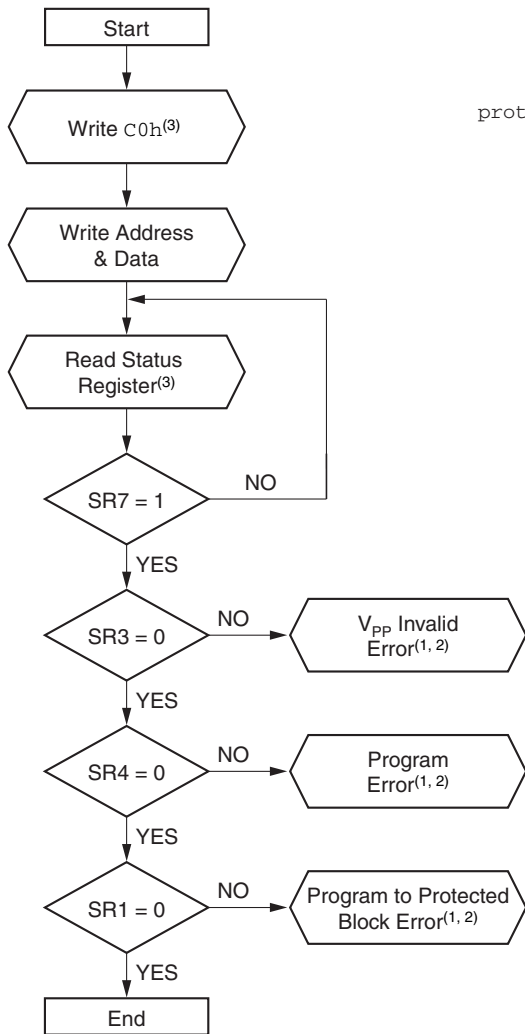 Start
Write C0h(3)
prot
Write Address
& Data
Read Status
Register(3)
SR7 = 1
NO
YES
SR3 = 0
NO
VPP Invalid
Error(1, 2)
YES
SR4 = 0
NO
Program
Error(1, 2)
YES
SR1 = 0
NO
Program to Protected
Block Error(1, 2)
YES
End